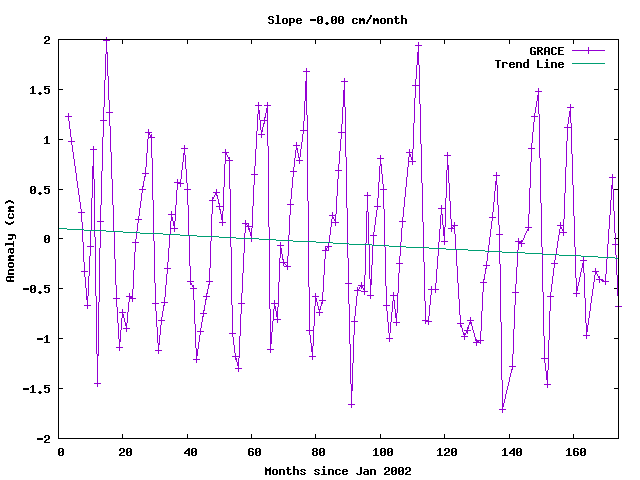 Slope -0.00 cm/month
GRACE
Trend Line
2
1.5
1
0.5
0
-0.5
-1
-1.5
-2
Anomaly (cm)
0 20 40 60 80 100 120 140 160
Months since Jan 2002